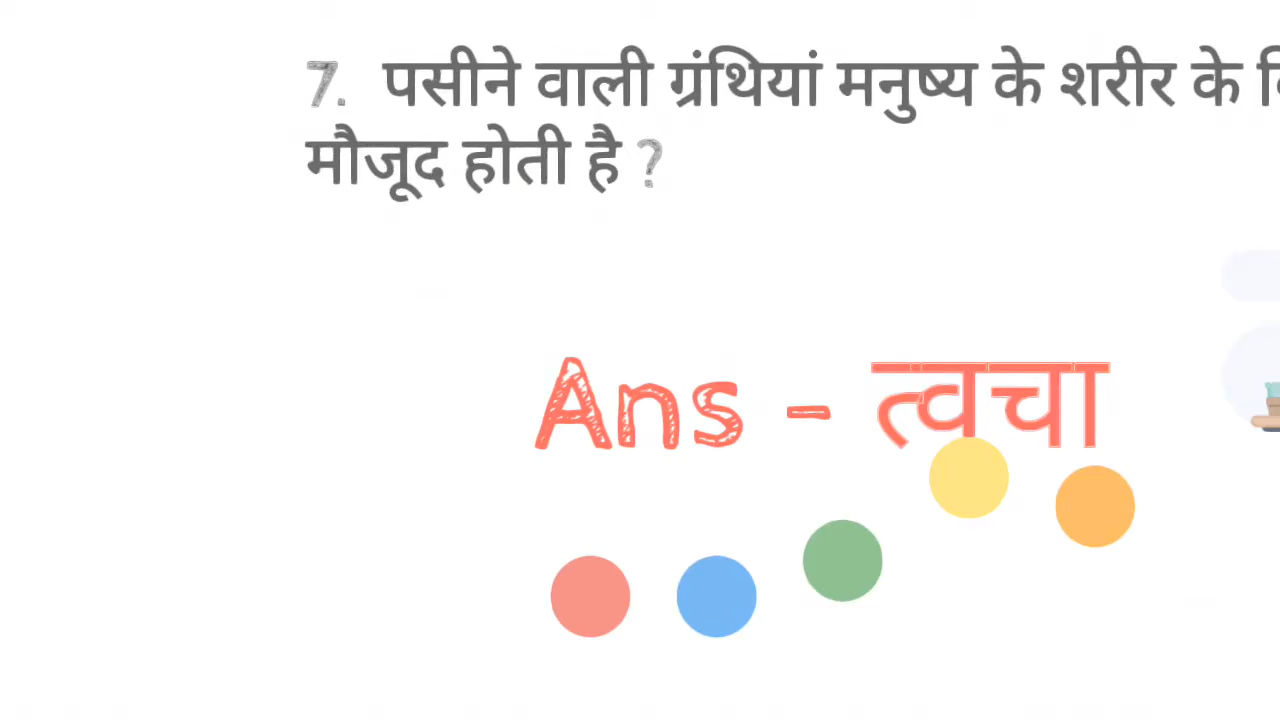 7. पसीने वाली ग्रंथियां मनुष्य के शरीर के
मौजूद होती है ?
Ans - त्वचा